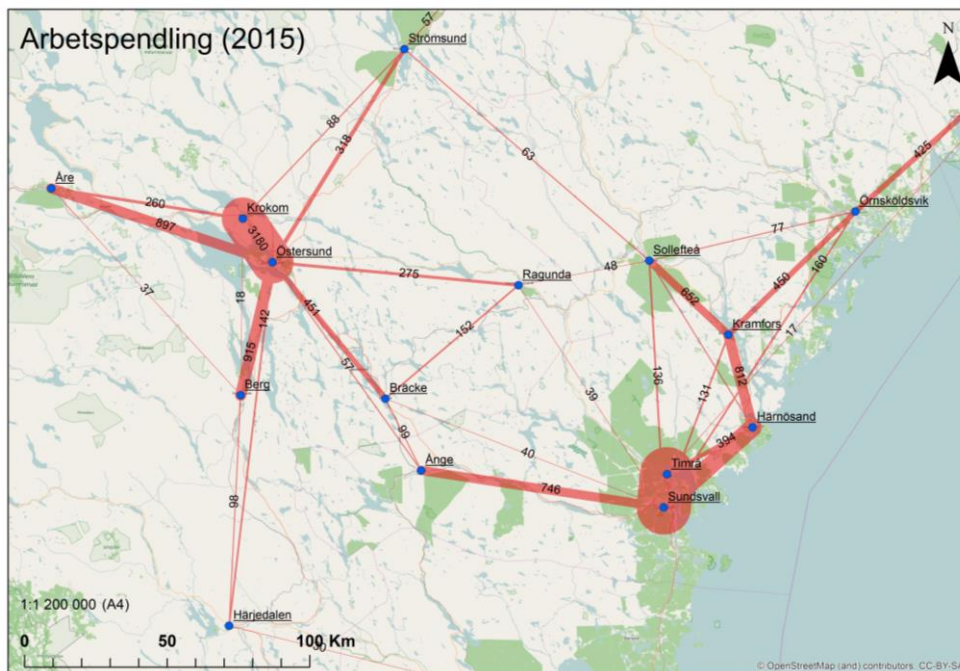 Arbetspendling (2015)
57
Strömsund
N
88
318
63
425
Åre
260
897
Krokom
3180
Östersund
Örnsköldsvik
77
Sollefteå
48
275
Ragunda
37
18
142
915
451
152
652
450
160
17
Kramfors
57
136
131
812
Berg
Bräcke
39
99
40
Härnösand
394
Ånge
Timrå
746
98
Sundsvall
1:1 200 000 (A4)
Härjedalen
0 50 100 Km
© OpenStreetMap (and) contributors, CC-BY-SA